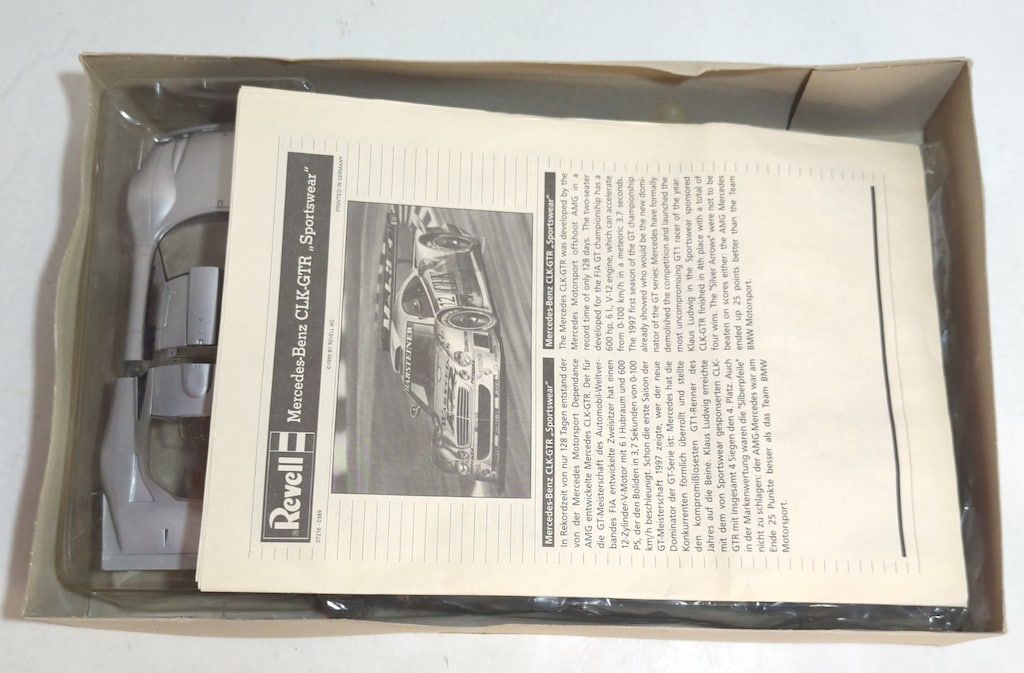 Revell
Mercedes-Benz CLK-GTR „Sportswear”
07216-0389
©1999 BY REVELL AG.
PRINTED IN GERMANY
WARSTEINER
12
Mercedes-Benz CLK-GTR „Sportswear“
In Rekordzeit von nur 128 Tagen entstand der
von der Mercedes Motorsport Dependance
AMG entwickelte Mercedes CLK-GTR. Der für
die GT-Meisterschaft des Automobil-Weltver-
bandes FIA entwickelte Zweisitzer hat einen
12-Zylinder-V-Motor mit 6 l Hubraum und 600
PS, der den Boliden in 3.7 Sekunden von 0-100
km/h beschleunigt. Schon die erste Saison der
GT-Meisterschaft 1997 zeigte, wer der neue
Dominator der GT-Serie ist: Mercedes hat die
Konkurrenten förmlich überrollt und stellte
den kompromißlosesten GT1-Renner des
Jahres auf die Beine. Klaus Ludwig erreichte
mit dem von Sportswear gesponserten CLK-
GTR mit insgesamt 4 Siegen den 4. Platz. Auch
in der Markenwertung waren die "Silberpfeile"
nicht zu schlagen: der AMG-Mercedes war am
Ende 25 Punkte besser als das Team BMW
Motorsport.
Mercedes-Benz CLK-GTR „Sportswear"
The Mercedes CLK-GTR was developed by the
Mercedes Motorsport offshoot AMG in a
record time of only 128 days. The two-seater
developed for the FIA GT championship has a
600 hp, 6 l, V-12 engine, which can accelerate
from 0-100 km/h in a meteoric 3.7 seconds.
The 1997 first season of the GT championship
already showed who would be the new domi-
nator of the GT series: Mercedes have formally
demolished the competition and launched the
most uncompromising GT1 racer of the year.
Klaus Ludwig in the Sportswear sponsored
CLK-GTR finished in 4th place with a total of
four wins. The "Silver Arrows" were not to be
beaten on scores either: the AMG Mercedes
ended up 25 points better than the Team
BMW Motorsport.